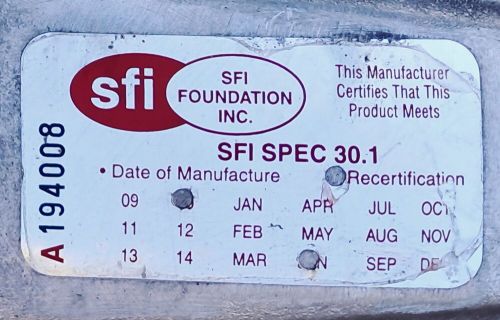 sfi
SFI
FOUNDATION
INC.
This Manufacturer
Certifies That This
Product Meets
SFI SPEC 30.1
• Date of Manufacture Recertification
09 JAN APR JUL OCT
11 12 FEB MAY AUG NOV
13 14 MAR SEP
A 194008